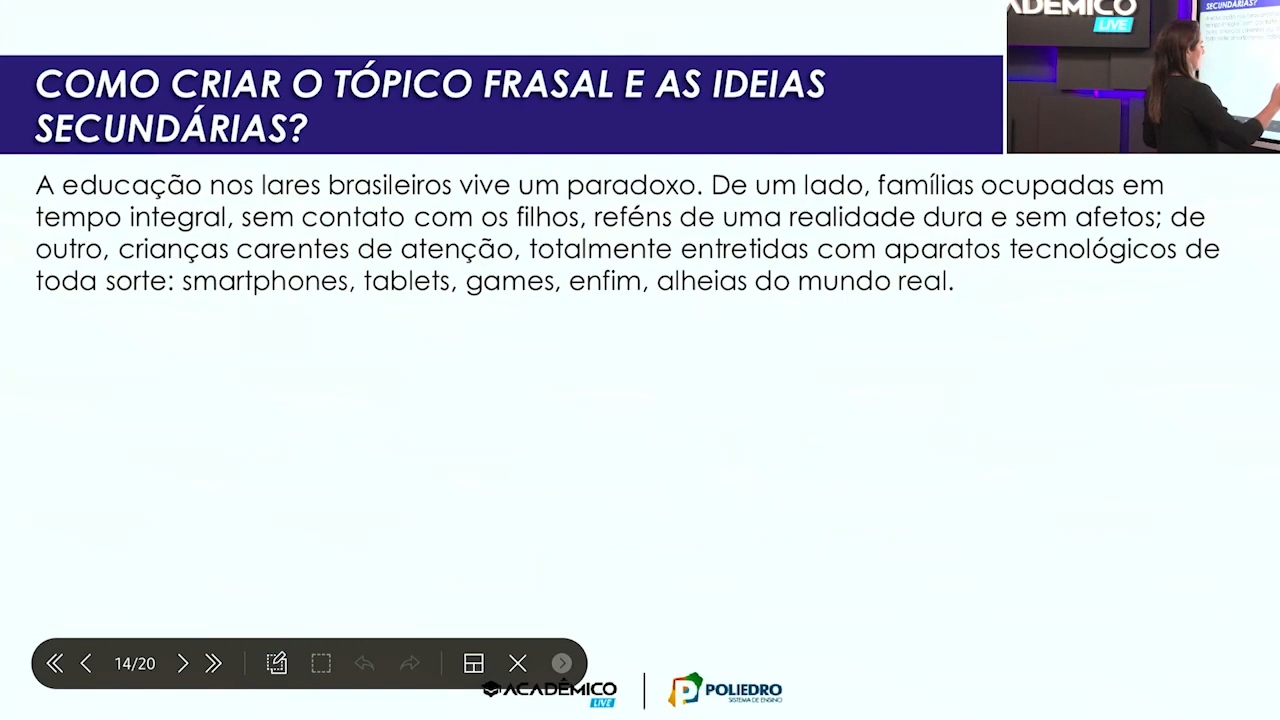 COMO CRIAR O TÓPICO FRASAL E AS IDEIAS
SECUNDÁRIAS?
ADÊMICO
LIVE
SECUNDÁRIAS?
A educação nos lares brasileiros vive um paradoxo. De um lado, famílias ocupadas em
tempo integral, sem contato com os filhos, reféns de uma realidade dura e sem afetos; de
outro, crianças carentes de atenção, totalmente entretidas com aparatos tecnológicos de
toda sorte: smartphones, tablets, games, enfim, alheias do mundo real.
14/20
ACADÊMICO
LIVE
POLIEDRO
SISTEMA DE ENSINO